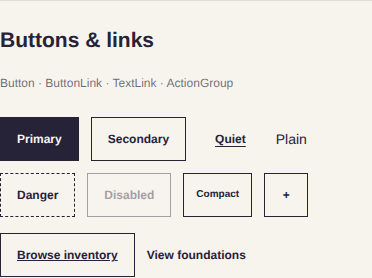 Buttons & links
Button · ButtonLink · TextLink · ActionGroup
Primary Secondary Quiet Plain
Danger Disabled Compact +
Browse inventory View foundations